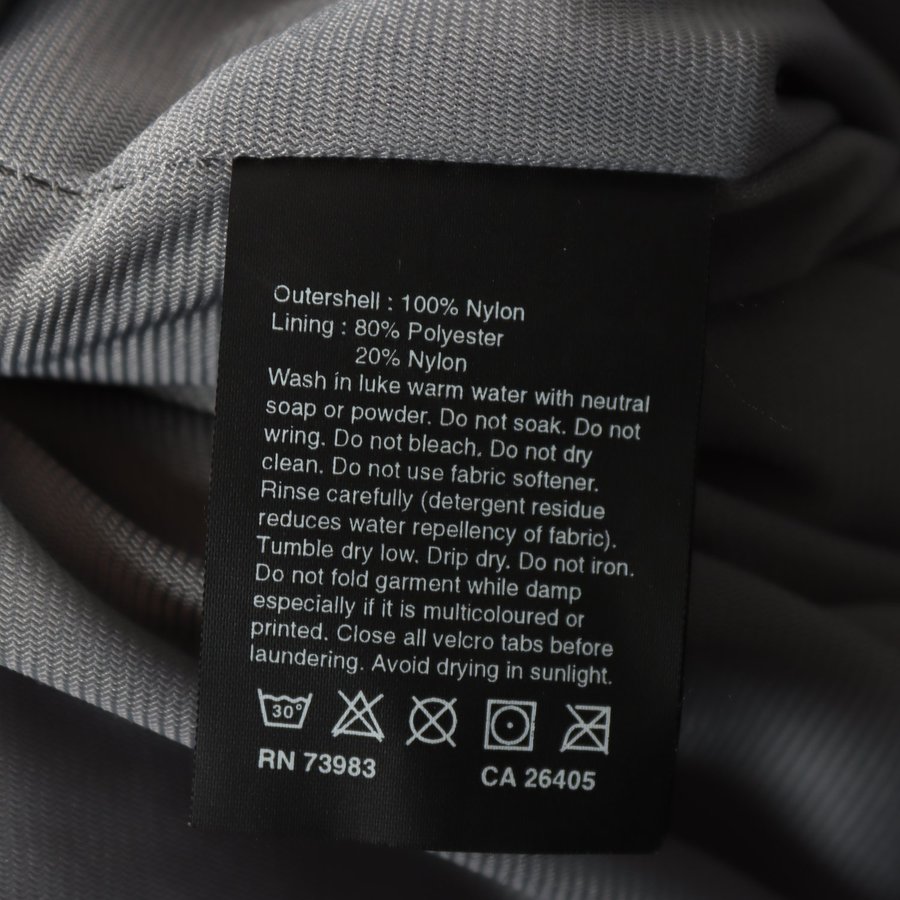 Outershell : 100% Nylon
Lining : 80% Polyester
20% Nylon
Wash in luke warm water with neutral
soap or powder. Do not soak. Do not
wring. Do not bleach. Do not dry
clean. Do not use fabric softener.
Rinse carefully (detergent residue
reduces water repellency of fabric).
Tumble dry low. Drip dry. Do not iron.
Do not fold garment while damp
especially if it is multicoloured or
printed. Close all velcro tabs before
laundering. Avoid drying in sunlight.
30°
RN 73983 CA 26405